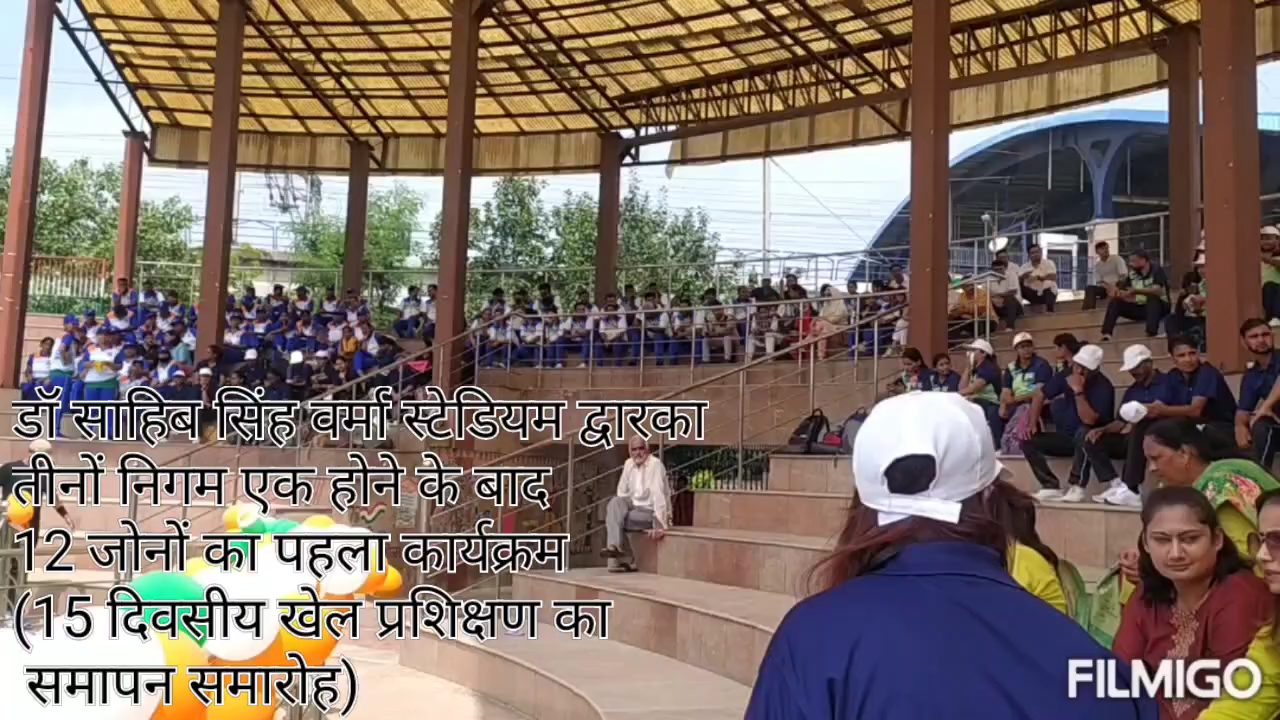 डॉ साहिब सिंह वर्मा स्टेडियम द्वारका
तीनों निगम एक होने के बाद
12 जोनों का पहला कार्यक्रम
(15 दिवसीय खेल प्रशिक्षण का
समापन समारोह)
FILMIGO